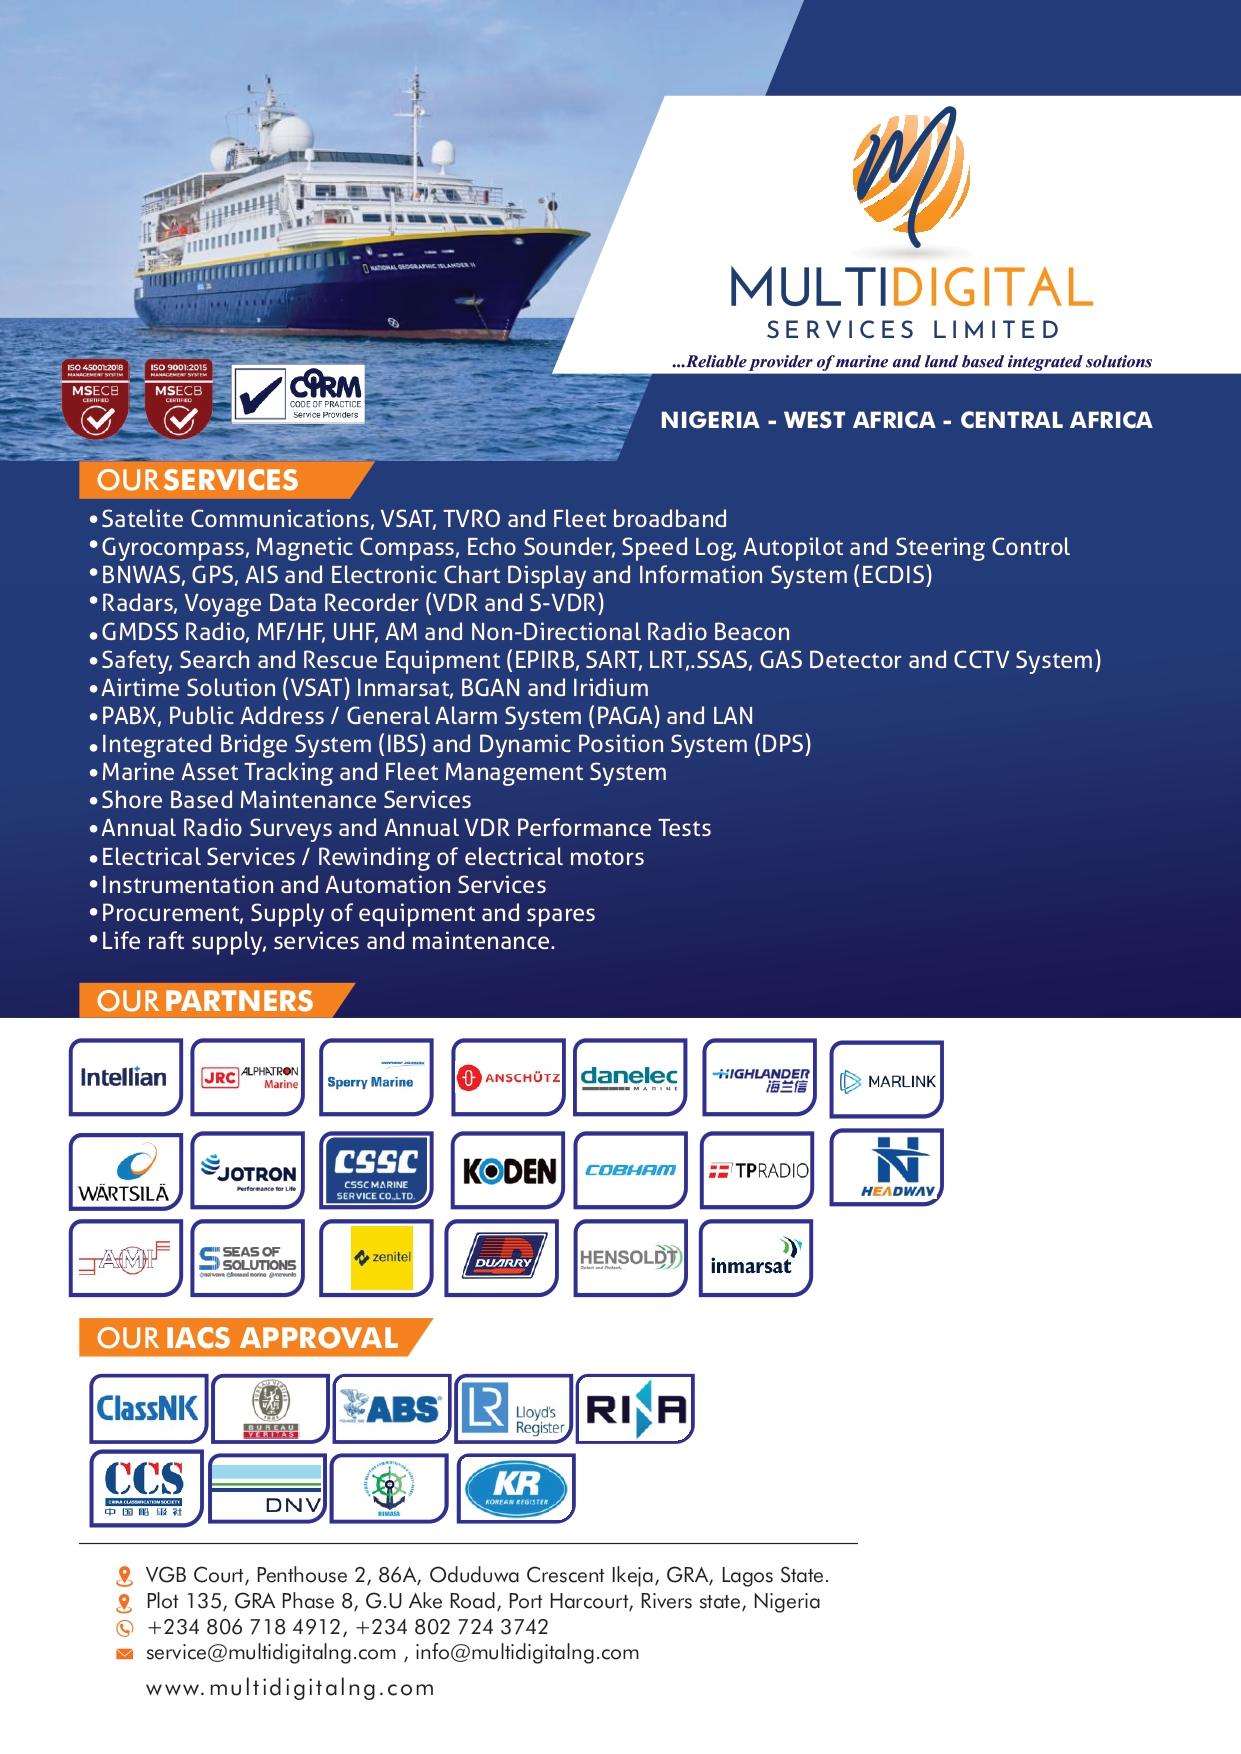 NATIONAL GEOGRAPHIC ISLANDER II
MULTIDIGITAL
SERVICES LIMITED
...Reliable provider of marine and land based integrated solutions
ISO 45001:2018
MANAGEMENT SYSTEM
MSECB
CERTIFIED
ISO 9001:2015
MANAGEMENT SYSTEM
MSECB
CERTIFIED
CIRM
CODE OF PRACTICE
Service Providers
NIGERIA - WEST AFRICA - CENTRAL AFRICA
OUR SERVICES
•Satelite Communications, VSAT, TVRO and Fleet broadband
•Gyrocompass, Magnetic Compass, Echo Sounder, Speed Log, Autopilot and Steering Control
•BNWAS, GPS, AIS and Electronic Chart Display and Information System (ECDIS)
•Radars, Voyage Data Recorder (VDR and S-VDR)
•GMDSS Radio, MF/HF, UHF, AM and Non-Directional Radio Beacon
•Safety, Search and Rescue Equipment (EPIRB, SART, LRT,.SSAS, GAS Detector and CCTV System)
•Airtime Solution (VSAT) Inmarsat, BGAN and Iridium
•PABX, Public Address / General Alarm System (PAGA) and LAN
•Integrated Bridge System (IBS) and Dynamic Position System (DPS)
•Marine Asset Tracking and Fleet Management System
•Shore Based Maintenance Services
•Annual Radio Surveys and Annual VDR Performance Tests
•Electrical Services / Rewinding of electrical motors
•Instrumentation and Automation Services
•Procurement, Supply of equipment and spares
•Life raft supply, services and maintenance.
OUR PARTNERS
Intellian
JRC ALPHATRON
Marine
Sperry Marine
ANSCHÜTZ
danelec
MARINE
HIGHLANDER
海兰信
MARLINK
WÄRTSILÄ
JOTRON
Performance for Life
CSSC
CSSC MARINE
SERVICE CO.,LTD.
KODEN
COBHAM
TPRADIO
HEADWAY
AMI
SEAS OF
SOLUTIONS
zenitel
DUARRY
HENSOLDT
Detect and Protect.
inmarsat
OUR IACS APPROVAL
ClassNK
BUREAU VERITAS
1828
BUREAU
VERITAS
ABS
LR
Lloyd's
Register
RINA
CCS
CHINA CLASSIFICATION SOCIETY
中国船级社
DNV
NIMASA
KR
KOREAN REGISTER
VGB Court, Penthouse 2, 86A, Oduduwa Crescent Ikeja, GRA, Lagos State.
Plot 135, GRA Phase 8, G.U Ake Road, Port Harcourt, Rivers state, Nigeria
+234 806 718 4912, +234 802 724 3742
service@multidigitalng.com , info@multidigitalng.com
www.multidigitalng.com